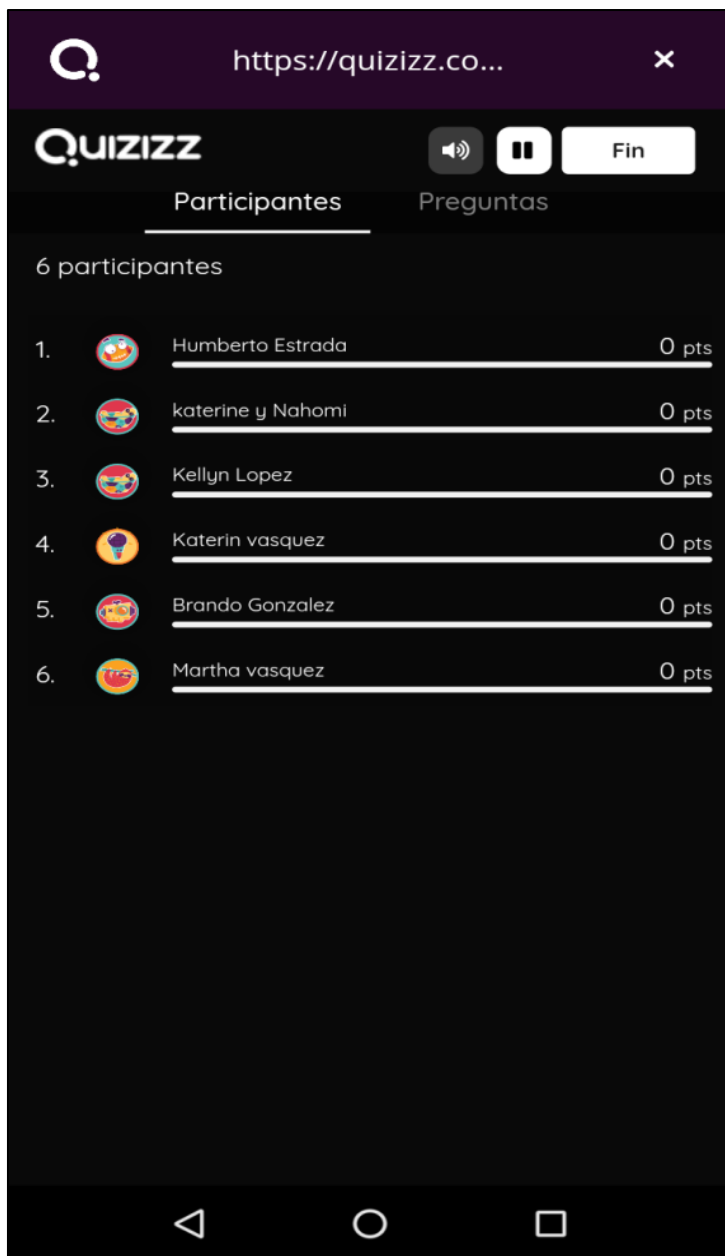 https://quizizz.co...
Quizizz
Fin
Participantes Preguntas
6 participantes
1. Humberto Estrada 0 pts
2. katerine y Nahomi 0 pts
3. Kellyn Lopez 0 pts
4. Katerin vasquez 0 pts
5. Brando Gonzalez 0 pts
6. Martha vasquez 0 pts